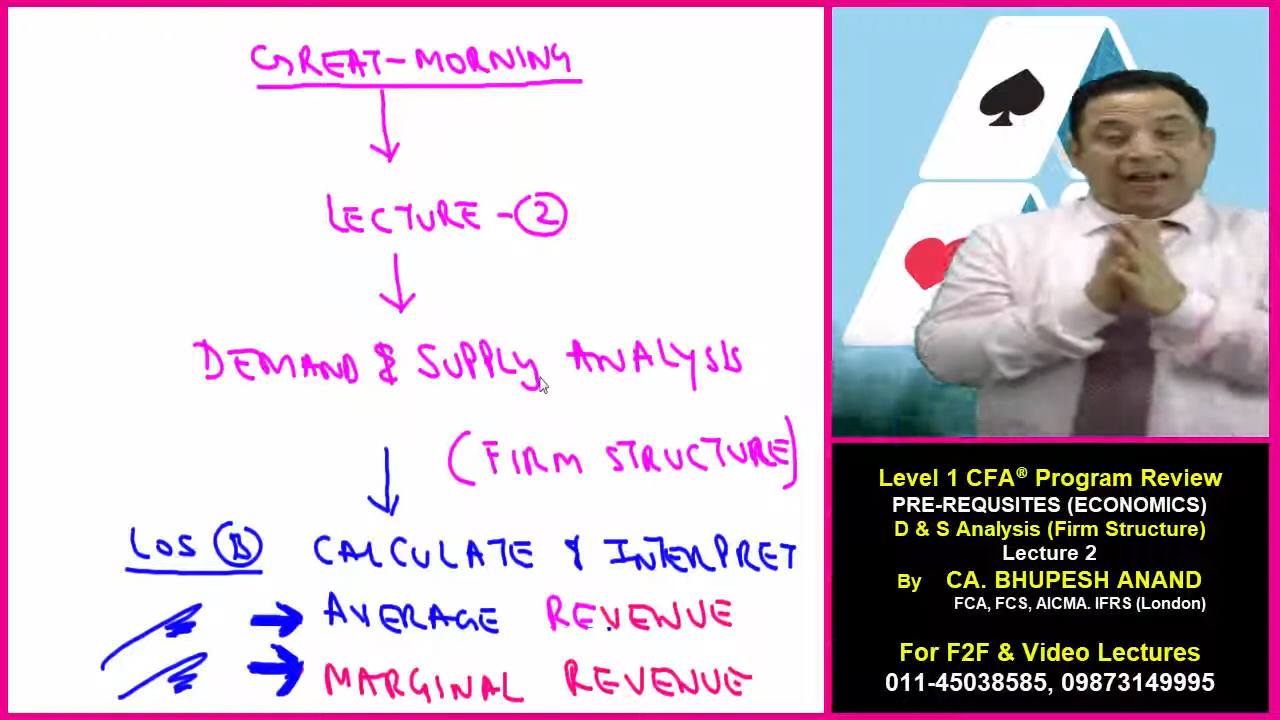 GREAT-MORNING
LECTURE - 2
DEMAND & SUPPLY ANALYSIS
(FIRM STRUCTURE)
LOS B CALCULATE & INTERPRET
AVERAGE REVENUE
MARGINAL REVENUE
Level 1 CFA® Program Review
PRE-REQUSITES (ECONOMICS)
D & S Analysis (Firm Structure)
Lecture 2
By CA. BHUPESH ANAND
FCA, FCS, AICMA. IFRS (London)
For F2F & Video Lectures
011-45038585, 09873149995